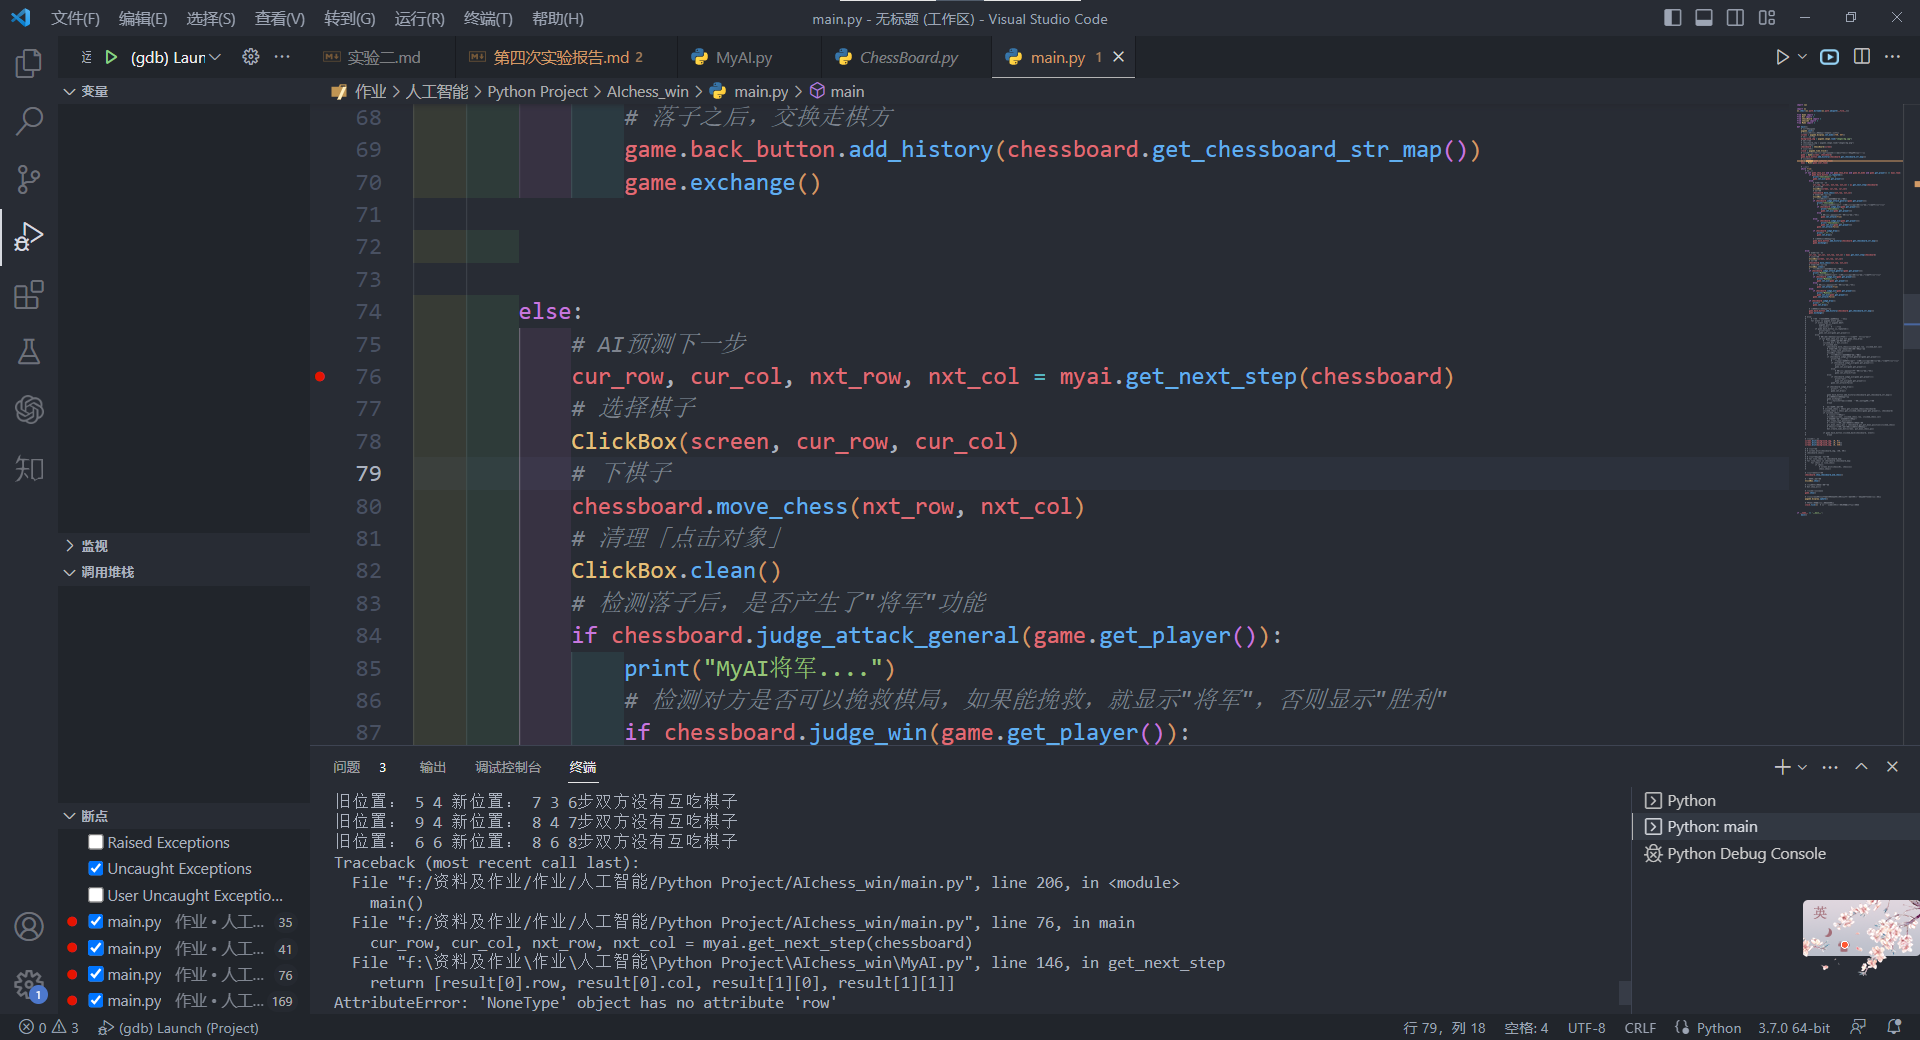 文件(F) 编辑(E) 选择(S) 查看(V) 转到(G) 运行(R) 终端(T) 帮助(H)
main.py - 无标题 (工作区) - Visual Studio Code
(gdb) Laun
实验二.md
第四次实验报告.md 2
MyAI.py
ChessBoard.py
main.py 1
变量
作业 > 人工智能 > Python Project > AIchess_win > main.py > main
68 # 落子之后，交换走棋方
69 game.back_button.add_history(chessboard.get_chessboard_str_map())
70 game.exchange()
71
72
73
74 else:
75 # AI预测下一步
76 cur_row, cur_col, nxt_row, nxt_col = myai.get_next_step(chessboard)
77 # 选择棋子
78 ClickBox(screen, cur_row, cur_col)
79 # 下棋子
80 chessboard.move_chess(nxt_row, nxt_col)
81 # 清理「点击对象」
82 ClickBox.clean()
83 # 检测落子后，是否产生了"将军"功能
84 if chessboard.judge_attack_general(game.get_player()):
85 print("MyAI将军....")
86 # 检测对方是否可以挽救棋局，如果能挽救，就显示"将军"，否则显示"胜利"
87 if chessboard.judge_win(game.get_player()):
知
监视
调用堆栈
断点
Raised Exceptions
Uncaught Exceptions
User Uncaught Exceptio...
main.py 作业 • 人工... 35
main.py 作业 • 人工... 41
main.py 作业 • 人工... 76
main.py 作业 • 人工... 169
1
问题 3 输出 调试控制台 终端
旧位置： 5 4 新位置： 7 3 6步双方没有互吃棋子
旧位置： 9 4 新位置： 8 4 7步双方没有互吃棋子
旧位置： 6 6 新位置： 8 6 8步双方没有互吃棋子
Traceback (most recent call last):
File "f:/资料及作业/作业/人工智能/Python Project/AIchess_win/main.py", line 206, in <module>
main()
File "f:/资料及作业/作业/人工智能/Python Project/AIchess_win/main.py", line 76, in main
cur_row, cur_col, nxt_row, nxt_col = myai.get_next_step(chessboard)
File "f:\资料及作业\作业\人工智能\Python Project\AIchess_win\MyAI.py", line 146, in get_next_step
return [result[0].row, result[0].col, result[1][0], result[1][1]]
AttributeError: 'NoneType' object has no attribute 'row'
Python
Python: main
Python Debug Console
英
0 3 (gdb) Launch (Project)
行 79，列 18 空格: 4 UTF-8 CRLF Python 3.7.0 64-bit